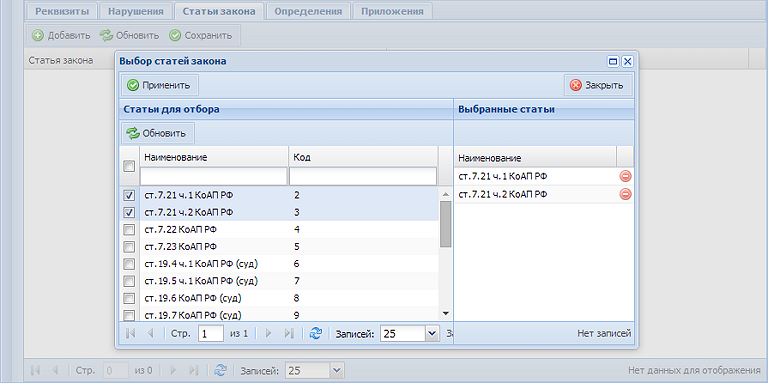 Реквизиты Нарушения Статьи закона Определения Приложения
Добавить Обновить Сохранить
Статья закона
Выбор статей закона
Применить Закрыть
Статьи для отбора Выбранные статьи
Обновить
Наименование Код
Наименование
ст.7.21 ч.1 КоАП РФ
ст.7.21 ч.2 КоАП РФ
ст.7.21 ч.1 КоАП РФ 2
ст.7.21 ч.2 КоАП РФ 3
ст.7.22 КоАП РФ 4
ст.7.23 КоАП РФ 5
ст.19.4 ч.1 КоАП РФ (суд) 6
ст.19.5 ч.1 КоАП РФ (суд) 7
ст.19.6 КоАП РФ (суд) 8
ст.19.7 КоАП РФ (суд) 9
Стр. 1 из 1 Записей: 25 Нет записей
Стр. 0 из 0 Записей: 25 Нет данных для отображения